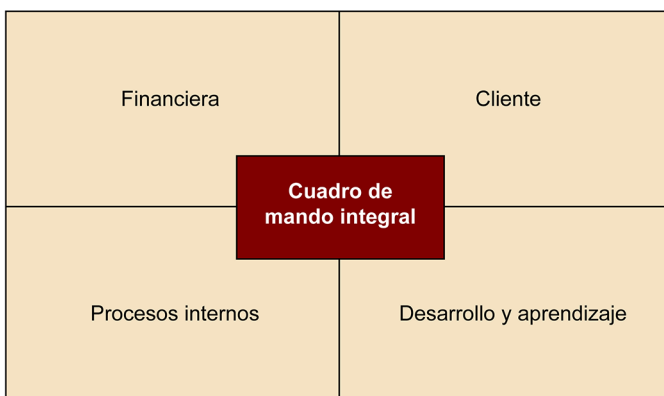 Financiera
Cliente
Cuadro de
mando integral
Procesos internos
Desarrollo y aprendizaje